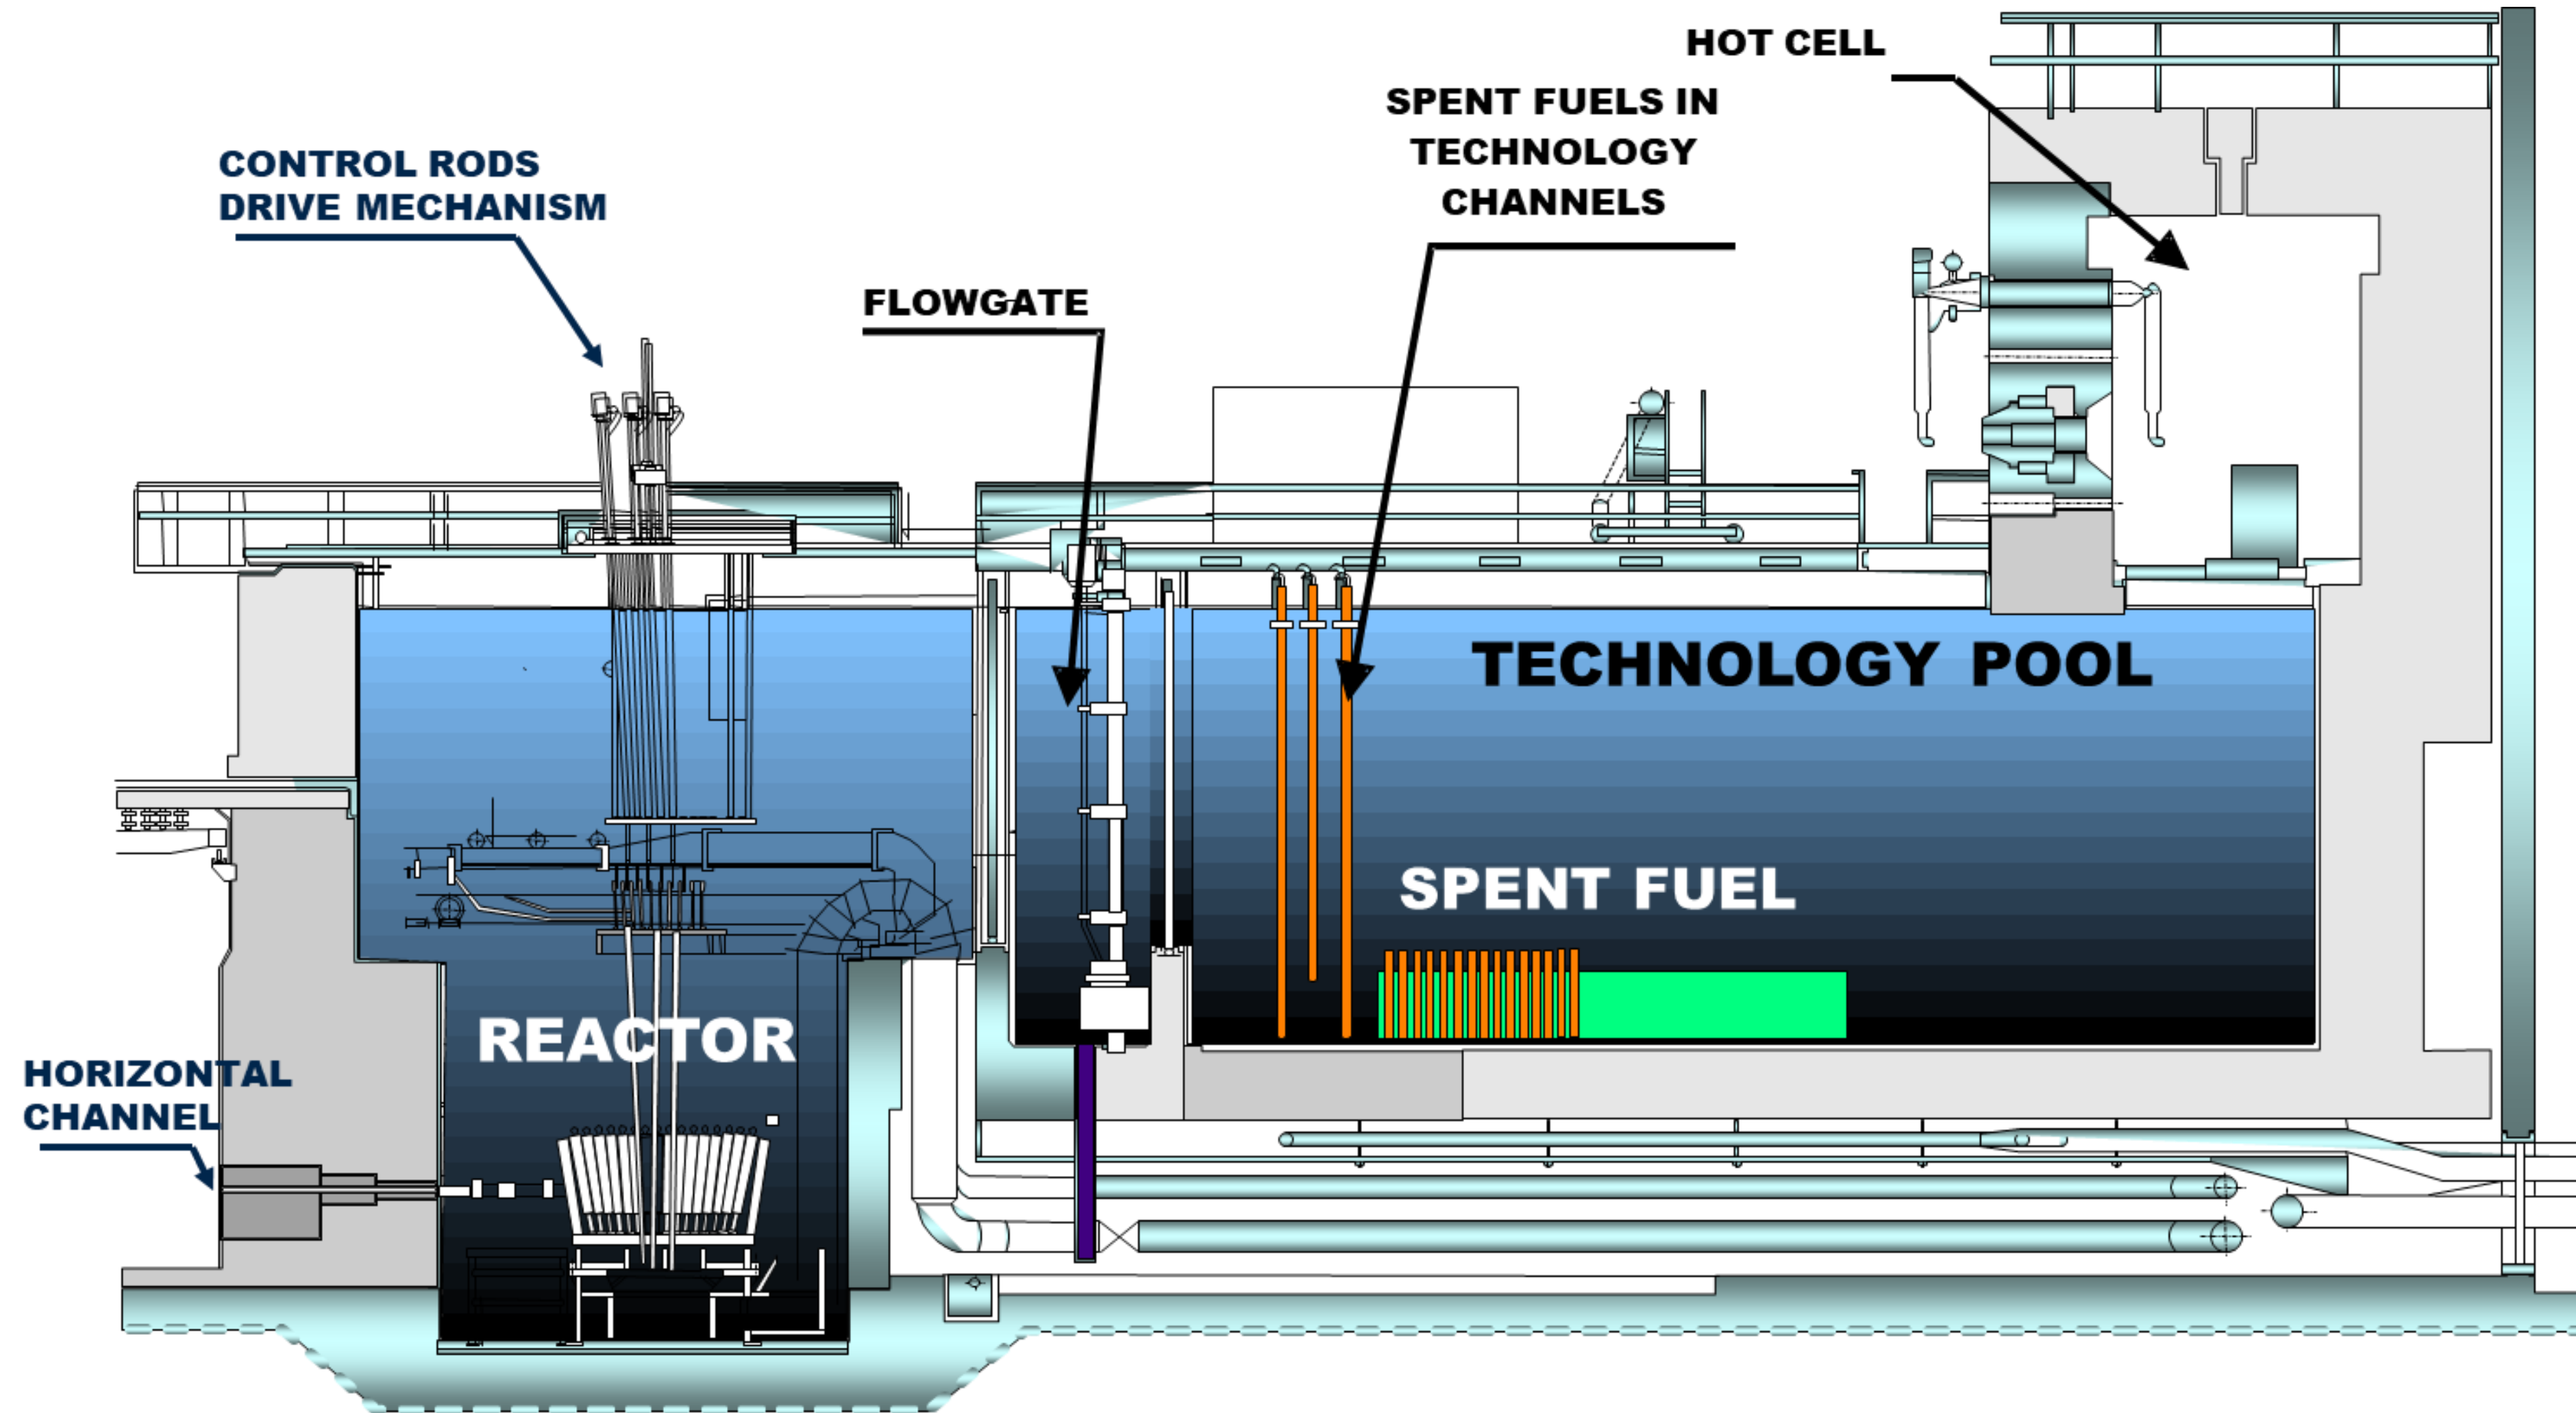 HOT CELL
SPENT FUELS IN
TECHNOLOGY
CHANNELS
CONTROL RODS
DRIVE MECHANISM
FLOWGATE
TECHNOLOGY POOL
SPENT FUEL
REACTOR
HORIZONTAL
CHANNEL